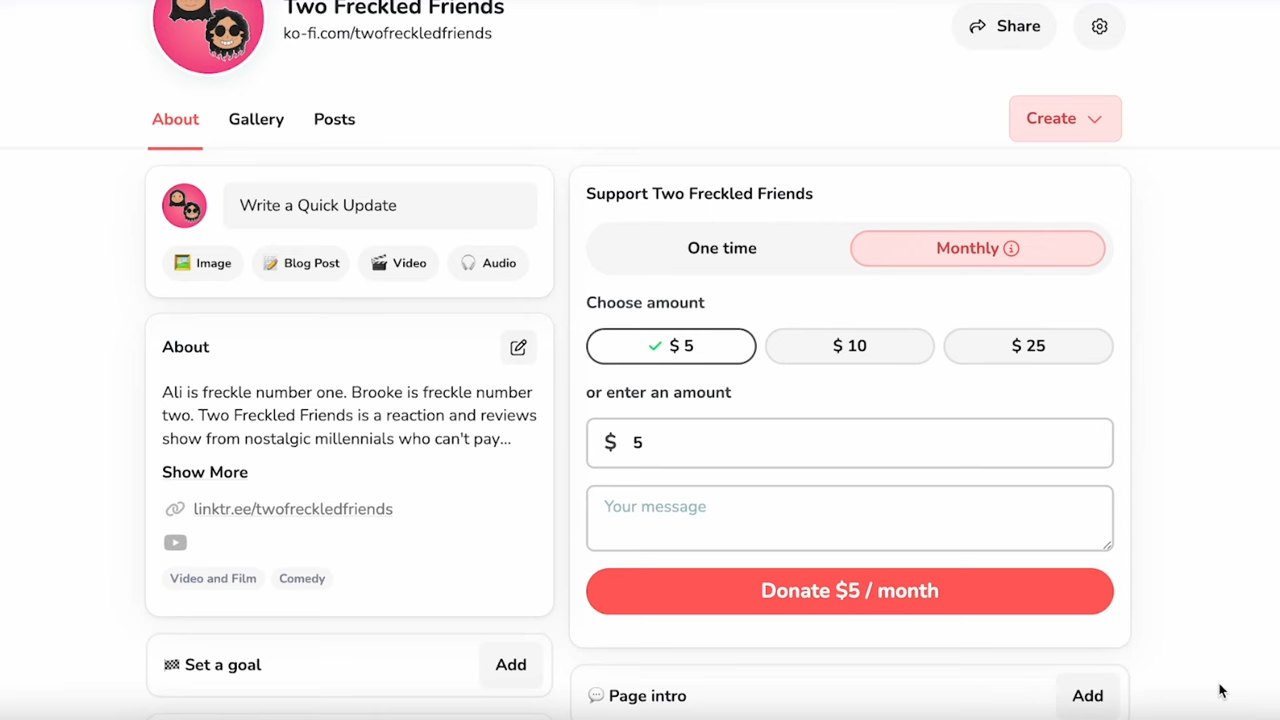 Two Freckled Friends
ko-fi.com/twofreckledfriends
Share
About
Gallery
Posts
Create
Write a Quick Update
Image
Blog Post
Video
Audio
About
Ali is freckle number one. Brooke is freckle number
two. Two Freckled Friends is a reaction and reviews
show from nostalgic millennials who can't pay...
Show More
linktr.ee/twofreckledfriends
Video and Film
Comedy
Set a goal
Add
Support Two Freckled Friends
One time
Monthly
Choose amount
$ 5
$ 10
$ 25
or enter an amount
$ 5
Your message
Donate $5 / month
Page intro
Add